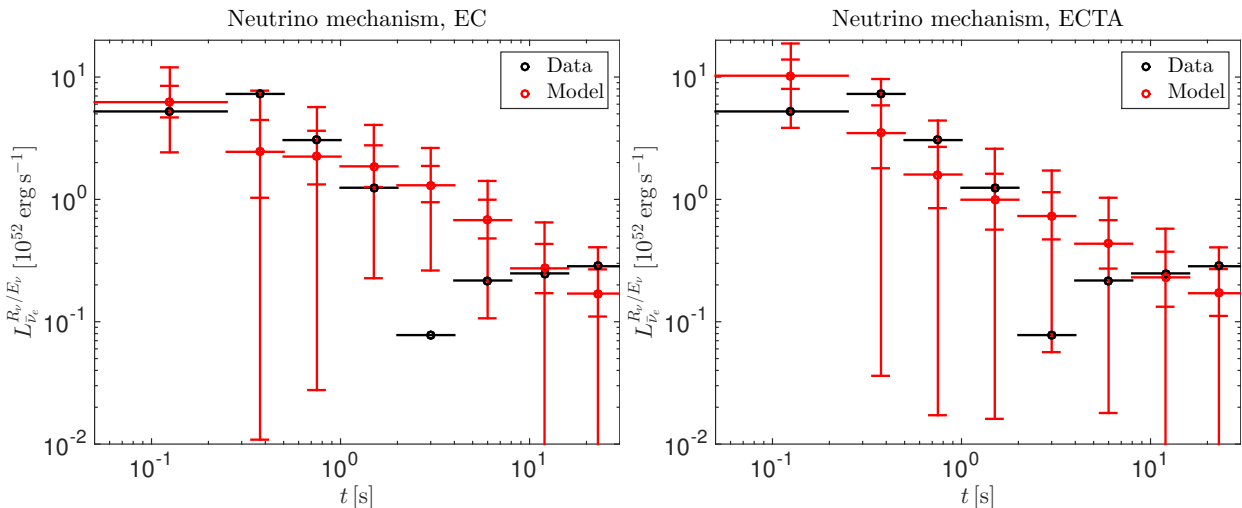 Neutrino mechanism, EC
10^1
10^0
10^-1
10^-2
L_{\bar{ν}_e}^{R_ν/E_ν} [10^52 erg s^-1]
Data
Model
10^-1
10^0
10^1
t [s]
Neutrino mechanism, ECTA
10^1
10^0
10^-1
10^-2
L_{\bar{ν}_e}^{R_ν/E_ν} [10^52 erg s^-1]
Data
Model
10^-1
10^0
10^1
t [s]